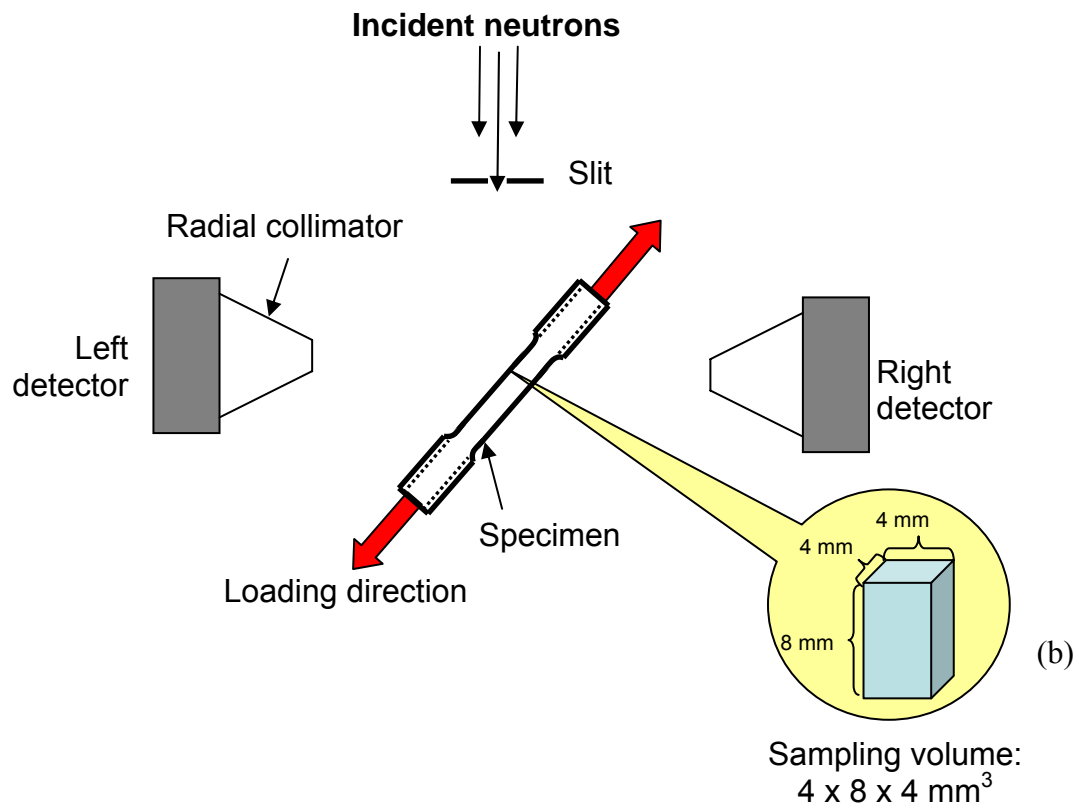 Incident neutrons
Slit
Radial collimator
Left
detector
Right
detector
Specimen
Loading direction
4 mm
4 mm
8 mm
(b)
Sampling volume:
4 x 8 x 4 mm³